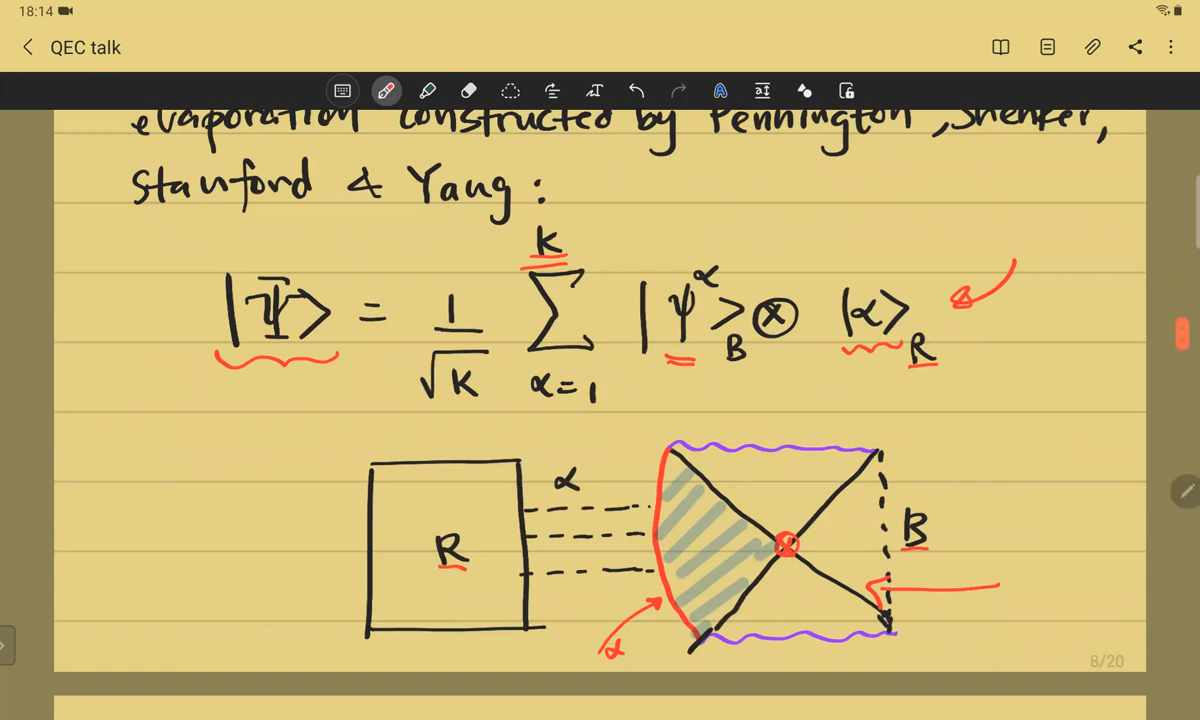 18:14
QEC talk
evaporation constructed by Pennington, Shenker,
Stanford & Yang :
|Ψ⟩ = 1/√K ∑_{α=1}^{K} |ψ^α⟩_B ⊗ |α⟩_R
α
R
B
α
8/20